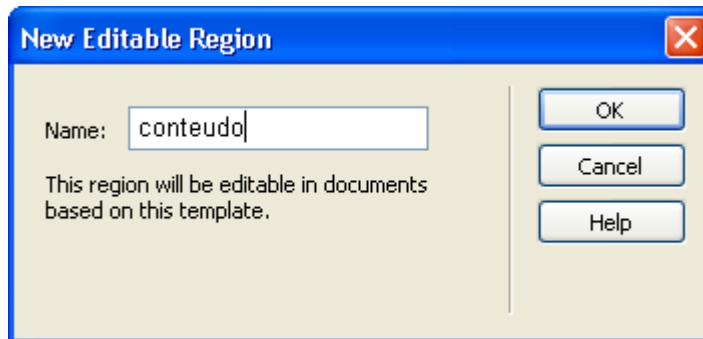 New Editable Region
Name: conteudo
This region will be editable in documents
based on this template.
OK
Cancel
Help